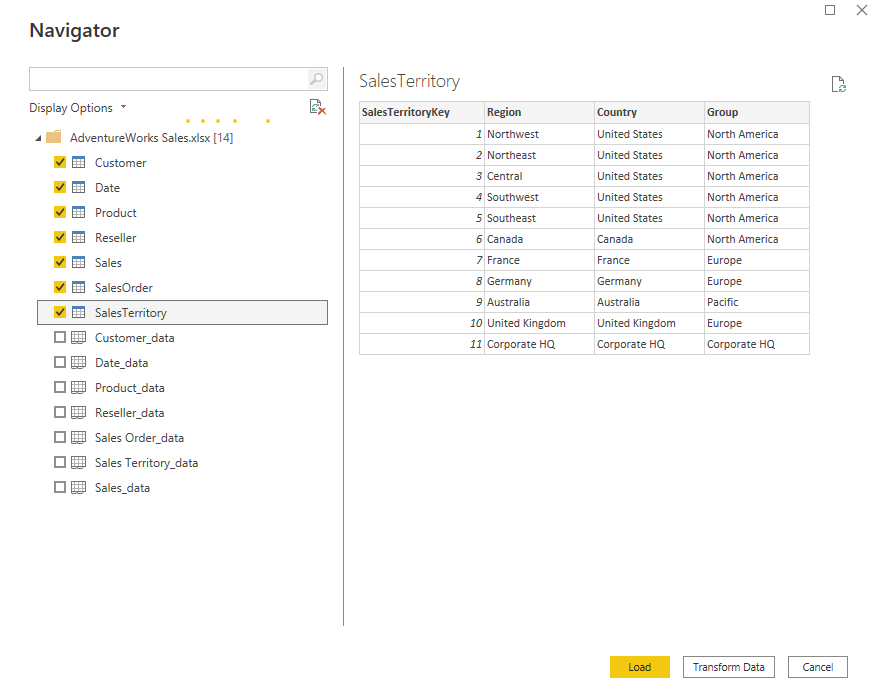 Navigator
Display Options
AdventureWorks Sales.xlsx [14]
Customer
Date
Product
Reseller
Sales
SalesOrder
SalesTerritory
Customer_data
Date_data
Product_data
Reseller_data
Sales Order_data
Sales Territory_data
Sales_data
SalesTerritory
SalesTerritoryKey Region Country Group
1 Northwest United States North America
2 Northeast United States North America
3 Central United States North America
4 Southwest United States North America
5 Southeast United States North America
6 Canada Canada North America
7 France France Europe
8 Germany Germany Europe
9 Australia Australia Pacific
10 United Kingdom United Kingdom Europe
11 Corporate HQ Corporate HQ Corporate HQ
Load Transform Data Cancel